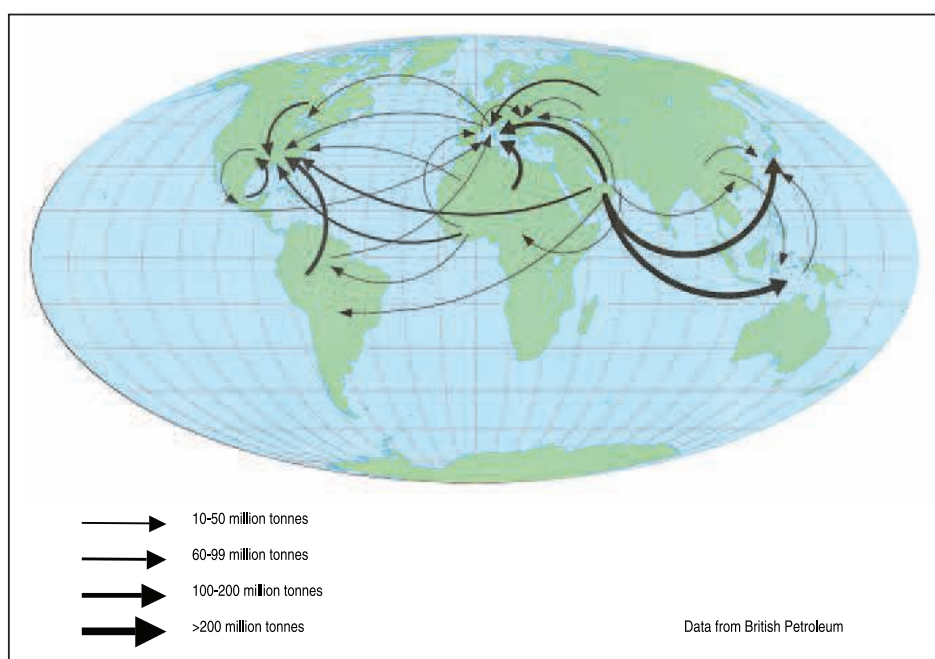 10-50 million tonnes
60-99 million tonnes
100-200 million tonnes
>200 million tonnes
Data from British Petroleum